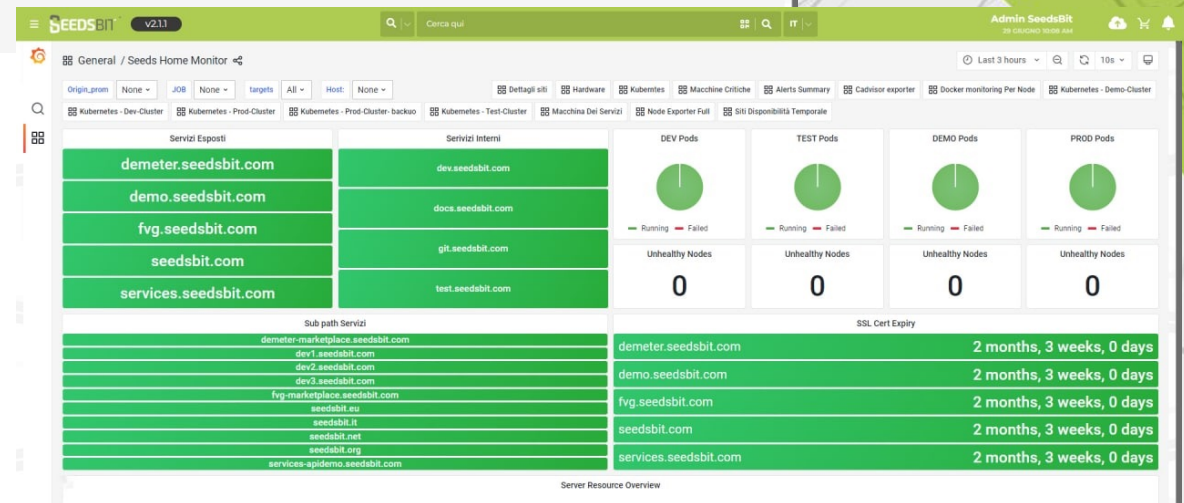 SEEDSBIT v2.1.1 Cerca qui IT Admin SeedsBit
29 GIUGNO 10:08 AM
General / Seeds Home Monitor Last 3 hours 10s
Origin_prom None JOB None targets All Host: None Dettagli siti Hardware Kuberntes Macchine Critiche Alerts Summary Cadvisor exporter Docker monitoring Per Node Kubernetes - Demo-Cluster
Kubernetes - Dev-Cluster Kubernetes - Prod-Cluster Kubernetes - Prod-Cluster- backuo Kubernetes - Test-Cluster Macchina Dei Servizi Node Exporter Full Siti Disponibilità Temporale
Servizi Esposti
demeter.seedsbit.com
demo.seedsbit.com
fvg.seedsbit.com
seedsbit.com
services.seedsbit.com
Serivizi Interni
dev.seedsbit.com
docs.seedsbit.com
git.seedsbit.com
test.seedsbit.com
DEV Pods
Running Failed
TEST Pods
Running Failed
DEMO Pods
Running Failed
PROD Pods
Running Failed
Unhealthy Nodes
0
Unhealthy Nodes
0
Unhealthy Nodes
0
Unhealthy Nodes
0
Sub path Servizi
demeter-marketplace.seedsbit.com
dev1.seedsbit.com
dev2.seedsbit.com
dev3.seedsbit.com
fvg-marketplace.seedsbit.com
seedsbit.eu
seedsbit.it
seedsbit.net
seedsbit.org
services-apidemo.seedsbit.com
SSL Cert Expiry
demeter.seedsbit.com 2 months, 3 weeks, 0 days
demo.seedsbit.com 2 months, 3 weeks, 0 days
fvg.seedsbit.com 2 months, 3 weeks, 0 days
seedsbit.com 2 months, 3 weeks, 0 days
services.seedsbit.com 2 months, 3 weeks, 0 days
Server Resource Overview